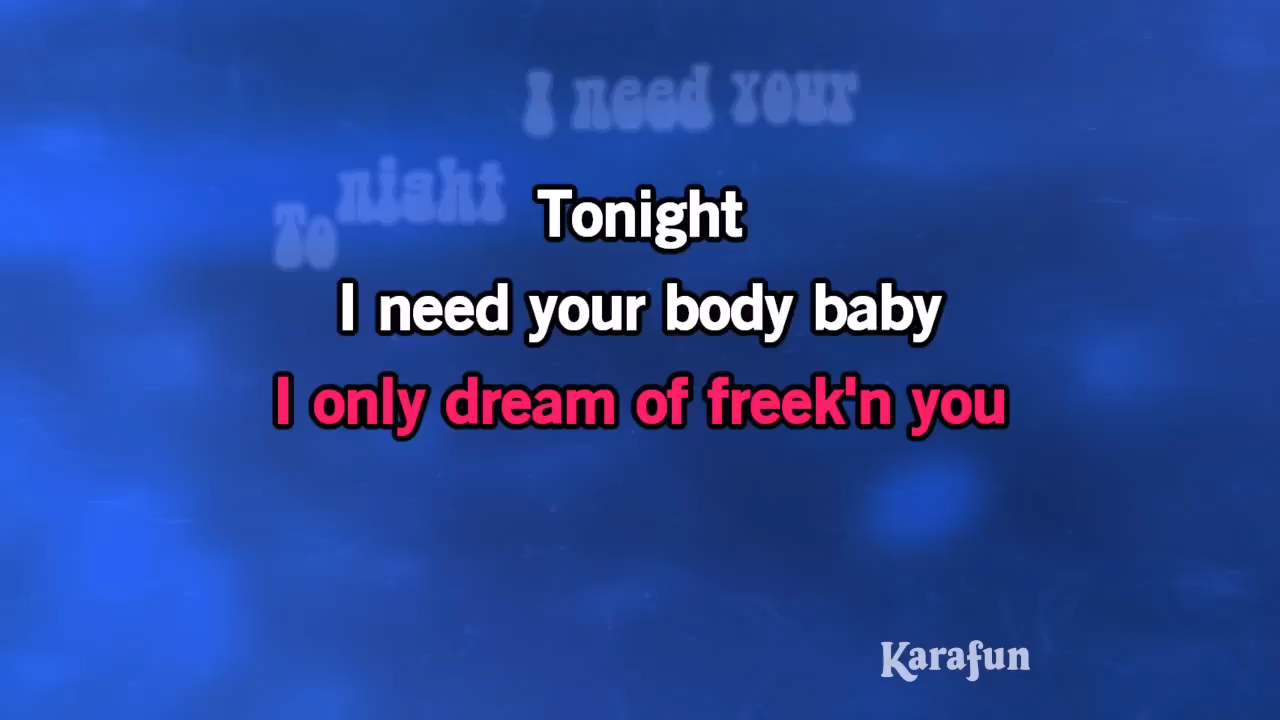 I need your
To night
Tonight
I need your body baby
I only dream of freek'n you
Karafun